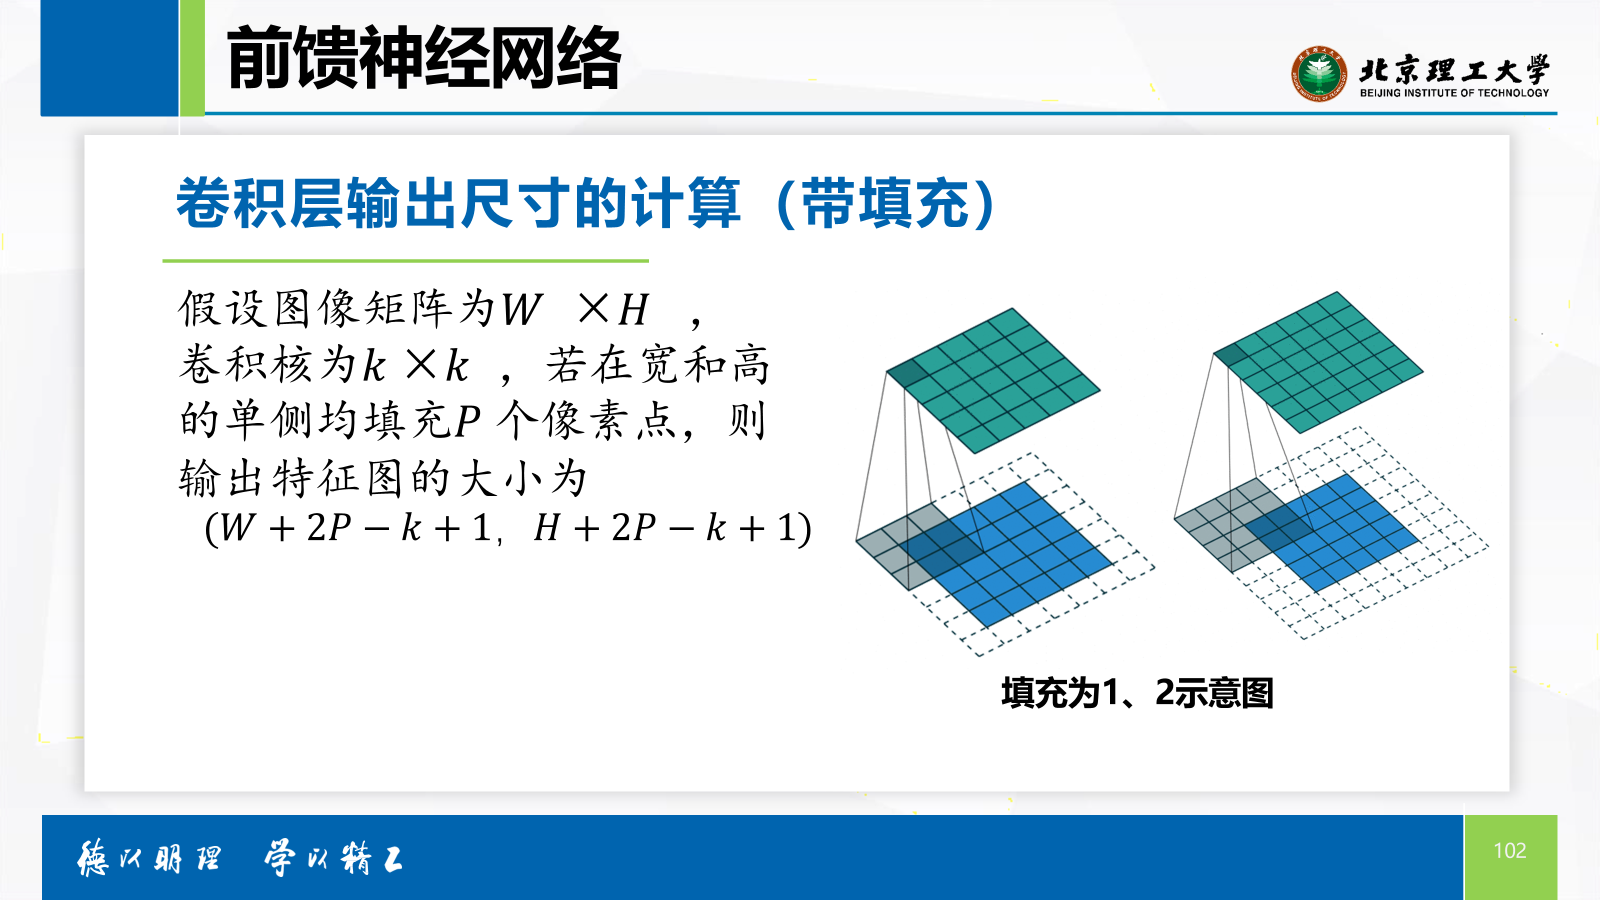 前馈神经网络
北京理工大学
BEIJING INSTITUTE OF TECHNOLOGY
卷积层输出尺寸的计算（带填充）
假设图像矩阵为W ×H ，
卷积核为k ×k ，若在宽和高
的单侧均填充P 个像素点，则
输出特征图的大小为
(W + 2P − k + 1, H + 2P − k + 1)
填充为1、2示意图
德以明理 学以精工
102